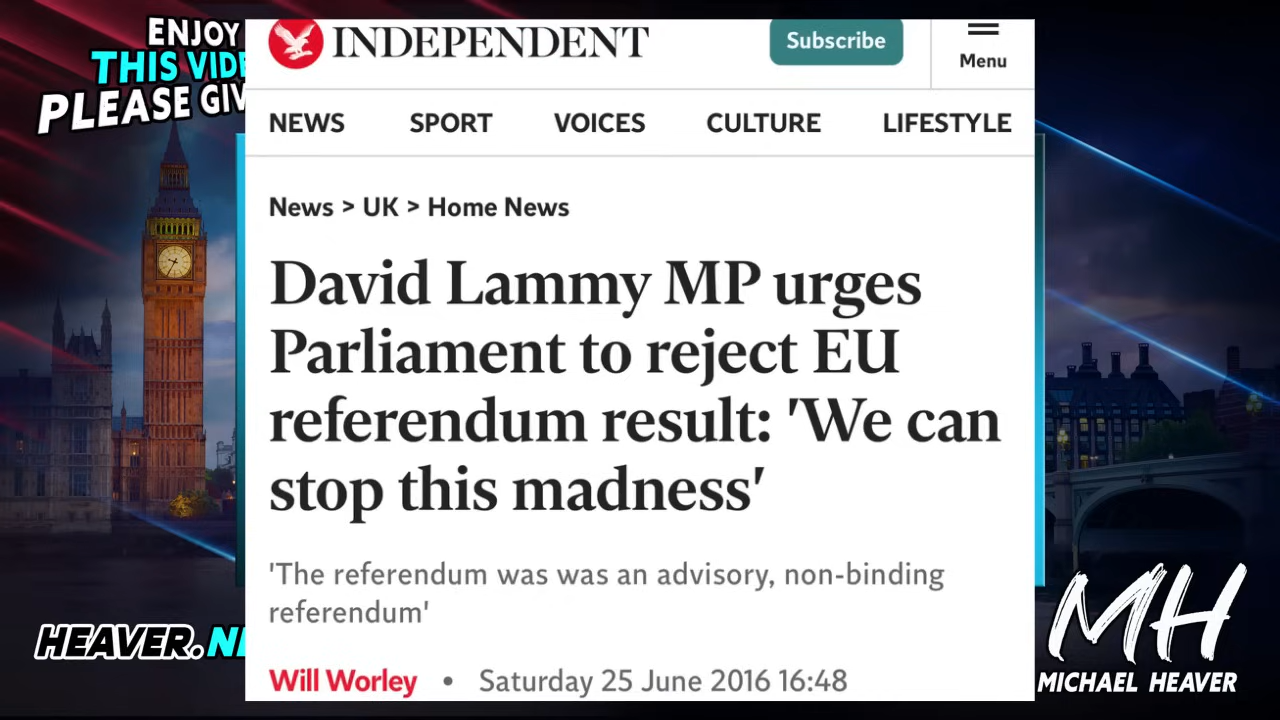 ENJOY
THIS VIDE
PLEASE GIV
INDEPENDENT
Subscribe
Menu
NEWS SPORT VOICES CULTURE LIFESTYLE
News > UK > Home News
David Lammy MP urges
Parliament to reject EU
referendum result: 'We can
stop this madness'
'The referendum was was an advisory, non-binding
referendum'
Will Worley • Saturday 25 June 2016 16:48
HEAVER.
MH
MICHAEL HEAVER